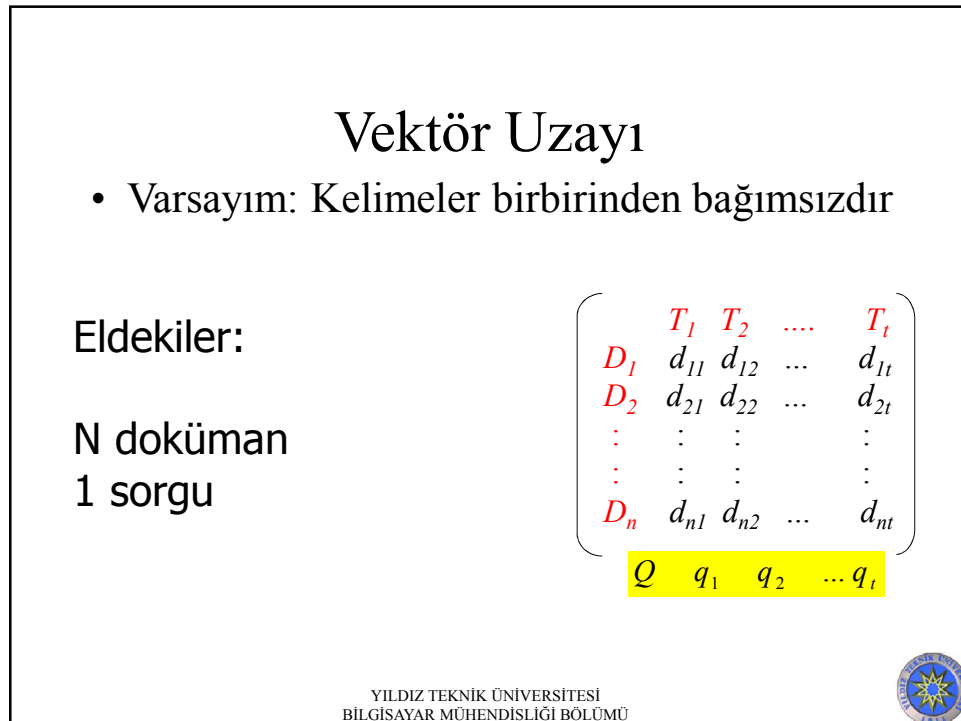 Vektör Uzayı
• Varsayım: Kelimeler birbirinden bağımsızdır
Eldekiler:
N doküman
1 sorgu
T₁ T₂ .... Tₜ
D₁ d₁₁ d₁₂ ... d₁ₜ
D₂ d₂₁ d₂₂ ... d₂ₜ
: : : :
: : : :
Dₙ dₙ₁ dₙ₂ ... dₙₜ
Q q₁ q₂ ... qₜ
YILDIZ TEKNİK ÜNİVERSİTESİ
BİLGİSAYAR MÜHENDİSLİĞİ BÖLÜMÜ